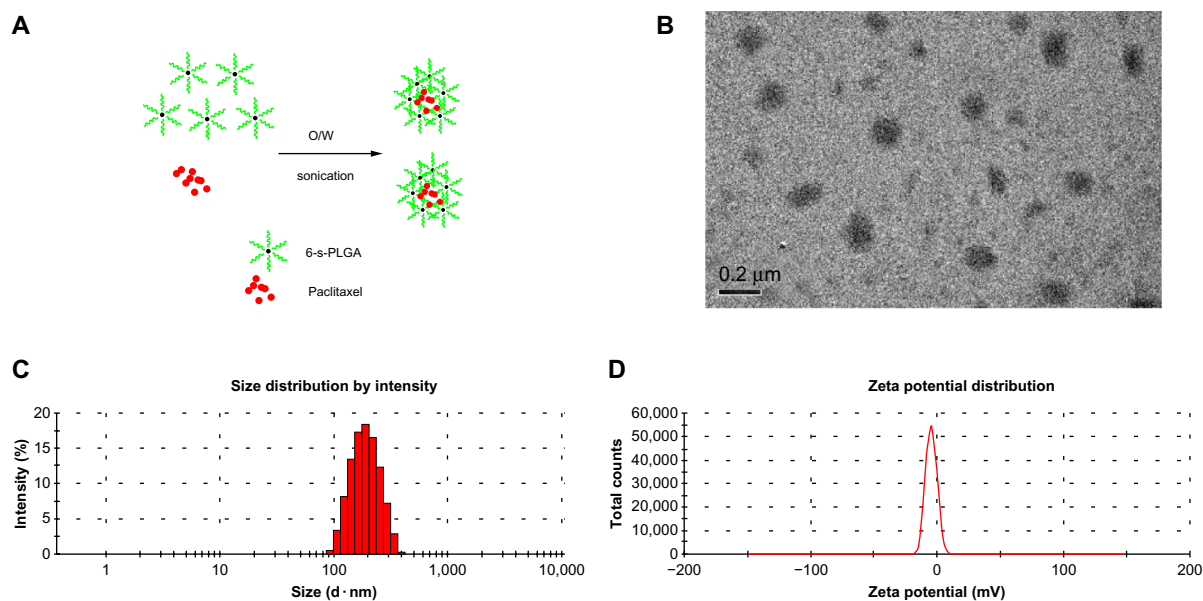 A
O/W
sonication
6-s-PLGA
Paclitaxel
B
0.2 μm
C
Size distribution by intensity
Intensity (%)
20
15
10
5
0
1
10
100
1,000
10,000
Size (d·nm)
D
Zeta potential distribution
Total counts
60,000
50,000
40,000
30,000
20,000
10,000
0
−200
−100
0
100
200
Zeta potential (mV)